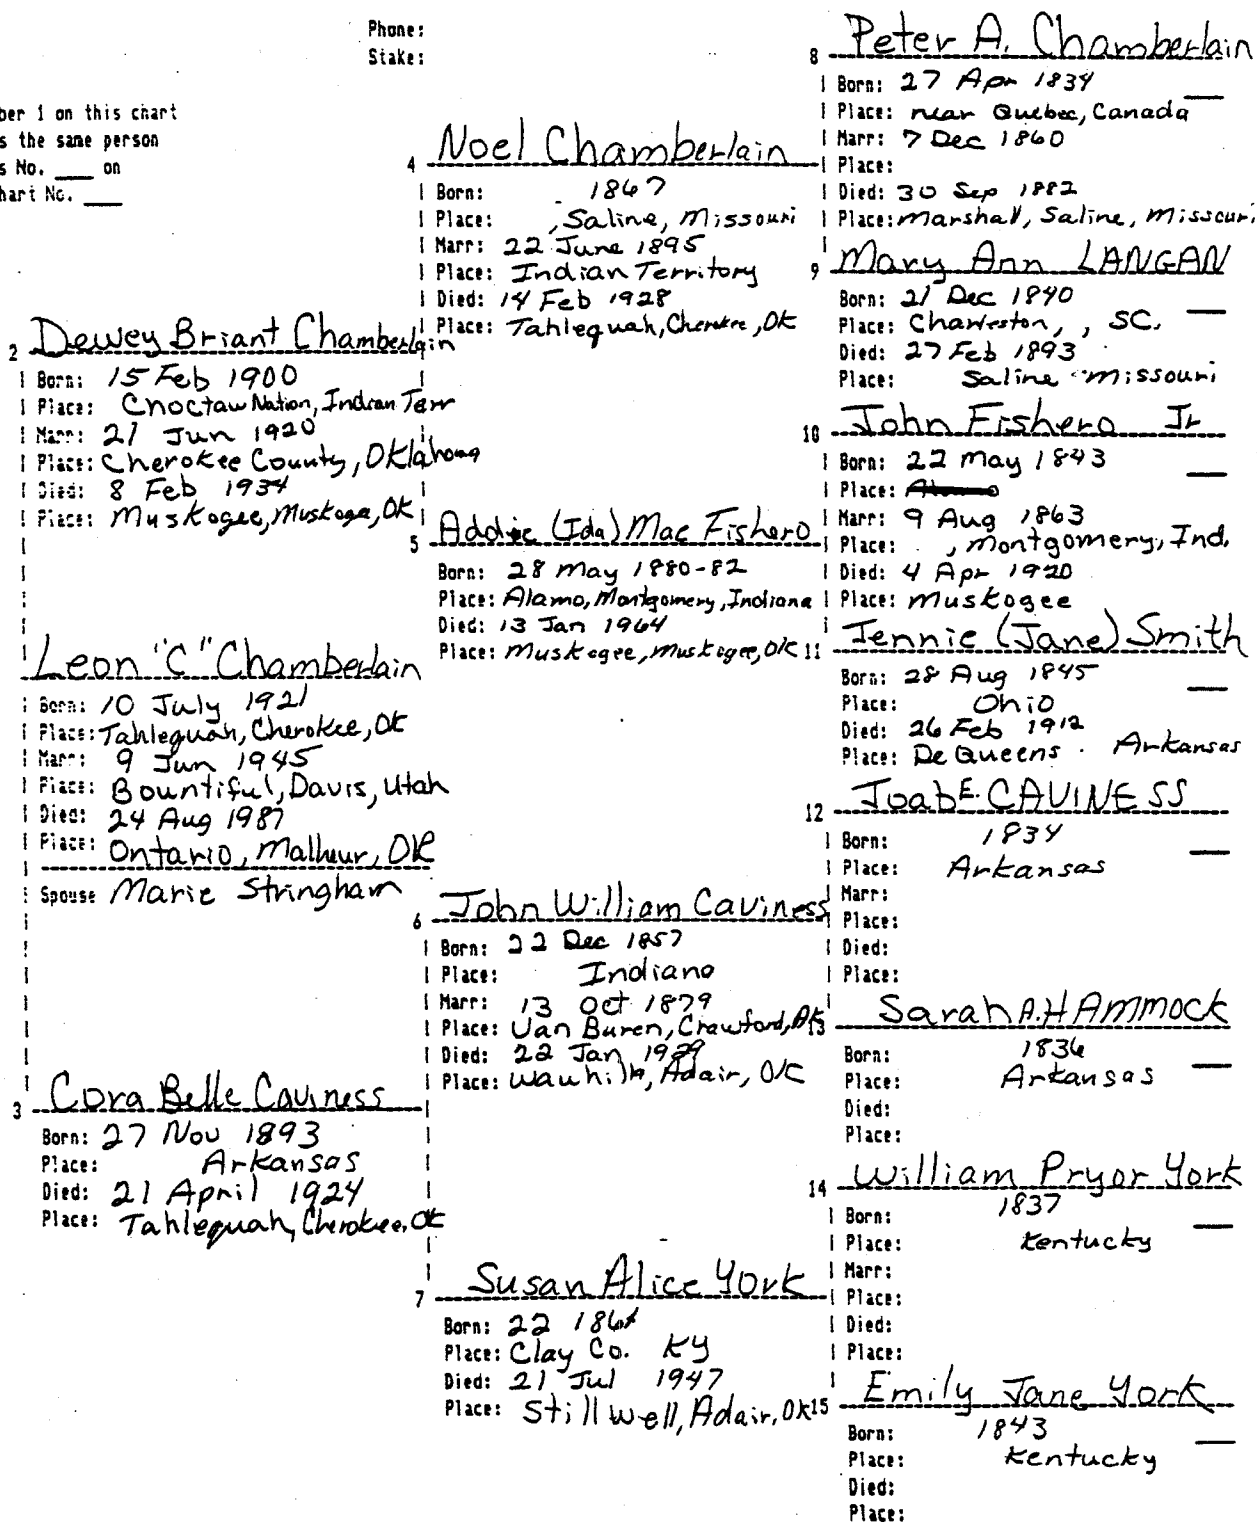 Phone:
Stake:
ber 1 on this chart
s the same person
s No. ____ on
hart No. ____
2 Dewey Briant Chamberlain
Born: 15 Feb 1900
Place: Choctaw Nation, Indian Terr
Marr: 21 Jun 1920
Place: Cherokee County, Oklahoma
Died: 8 Feb 1934
Place: Muskogee, Muskoge, Ok
Leon "C" Chamberlain
Born: 10 July 1921
Place: Tahlequah, Cherokee, Ok
Marr: 9 Jun 1945
Place: Bountiful, Davis, Utah
Died: 24 Aug 1987
Place: Ontario, Malheur, OR
Spouse Marie Stringham
3 Cora Belle Caviness
Born: 27 Nov 1893
Place: Arkansas
Died: 21 April 1924
Place: Tahlequah, Cherokee, Ok
4 Noel Chamberlain
Born: 1867
Place: , Saline, Missouri
Marr: 22 June 1895
Place: Indian Territory
Died: 14 Feb 1928
Place: Tahlequah, Cherokee, OK
5 Addie (Ida) Mae Fishero
Born: 28 May 1880-82
Place: Alamo, Montgomery, Indiana
Died: 13 Jan 1964
Place: Muskogee, Muskogee, OK
6 John William Caviness
Born: 22 Dec 1857
Place: Indiana
Marr: 13 Oct 1879
Place: Van Buren, Crawford, AK
Died: 22 Jan
Place: Adair, OK
7 Susan Alice York
Born: 22
Place: Clay Co. KY
Died: 21 Jul 1947
Place: Stillwell, Adair, OK
8 Peter A. Chamberlain
Born: 27 Apr 1834
Place: near Quebec, Canada
Marr: 7 Dec 1860
Place:
Died: 30 Sep 1882
Place: Marshall, Saline, Missouri
9 Mary Ann LANGAN
Born: 21 Dec 1840
Place: Charleston, , SC.
Died: 27 Feb 1893
Place: Saline Missouri
10 John Fishero Jr
Born: 22 May 1843
Place:
Marr: 9 Aug 1863
Place: , Montgomery, Ind.
Died: 4 Apr 1920
Place: Muskogee
11 Jennie (Jane) Smith
Born: 28 Aug 1845
Place: Ohio
Died: 26 Feb 1912
Place: De Queens Arkansas
12 Joab E. CAVINESS
Born: 1834
Place: Arkansas
Marr:
Place:
Died:
Place:
13 Sarah A. HAMMOCK
Born: 1836
Place: Arkansas
Died:
Place:
14 William Pryor York
Born: 1837
Place: Kentucky
Marr:
Place:
Died:
Place:
15 Emily Jane York
Born: 1843
Place: Kentucky
Died:
Place: